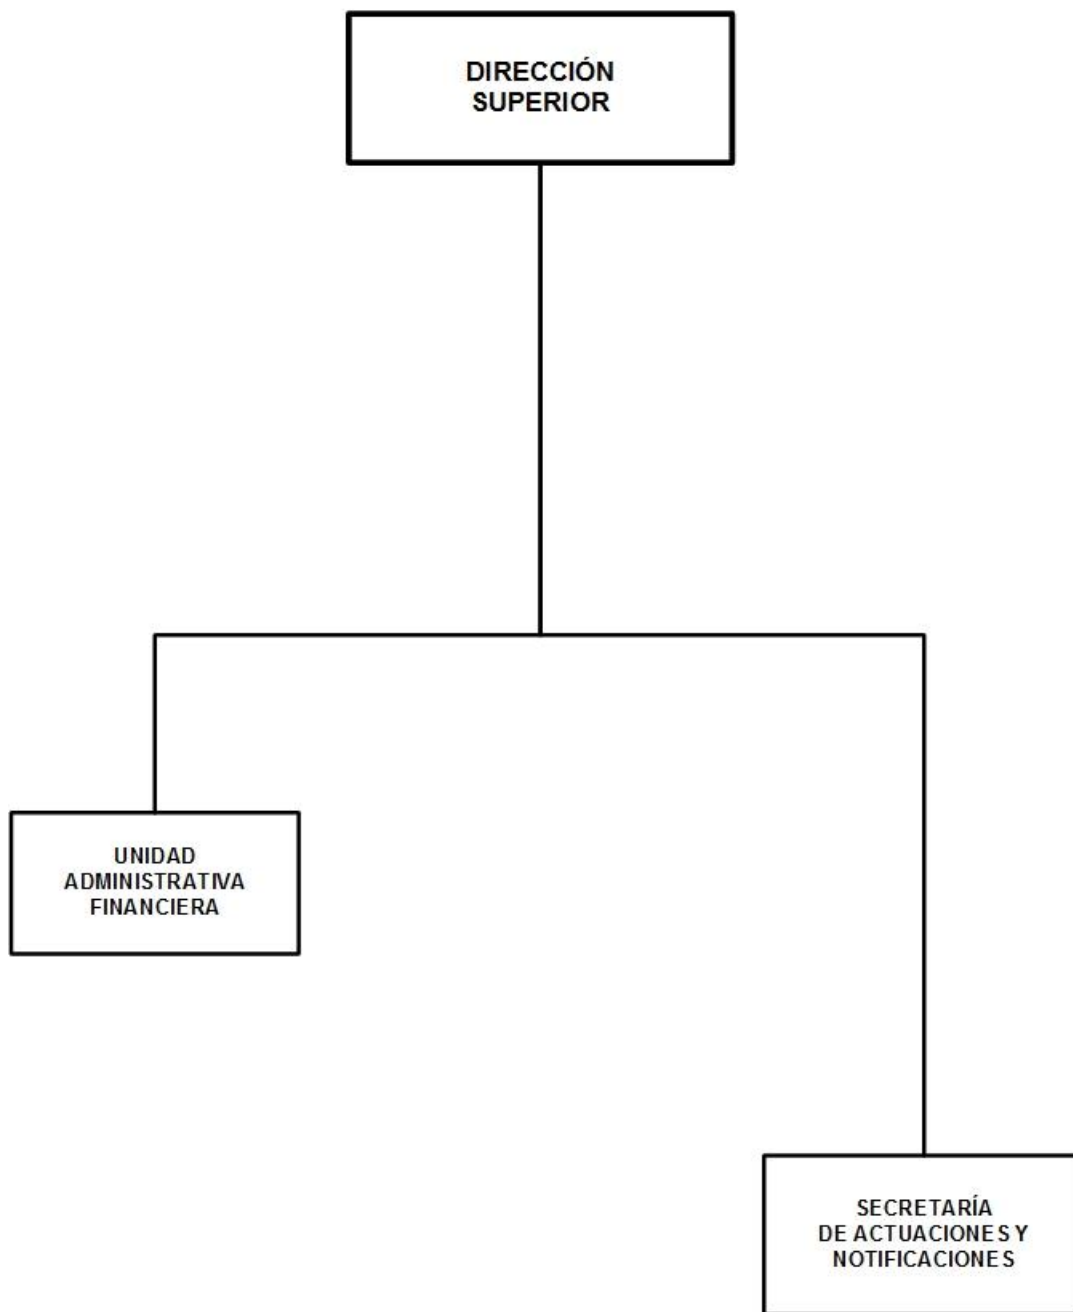 DIRECCIÓN
SUPERIOR
UNIDAD
ADMINISTRATIVA
FINANCIERA
SECRETARÍA
DE ACTUACIONES Y
NOTIFICACIONES